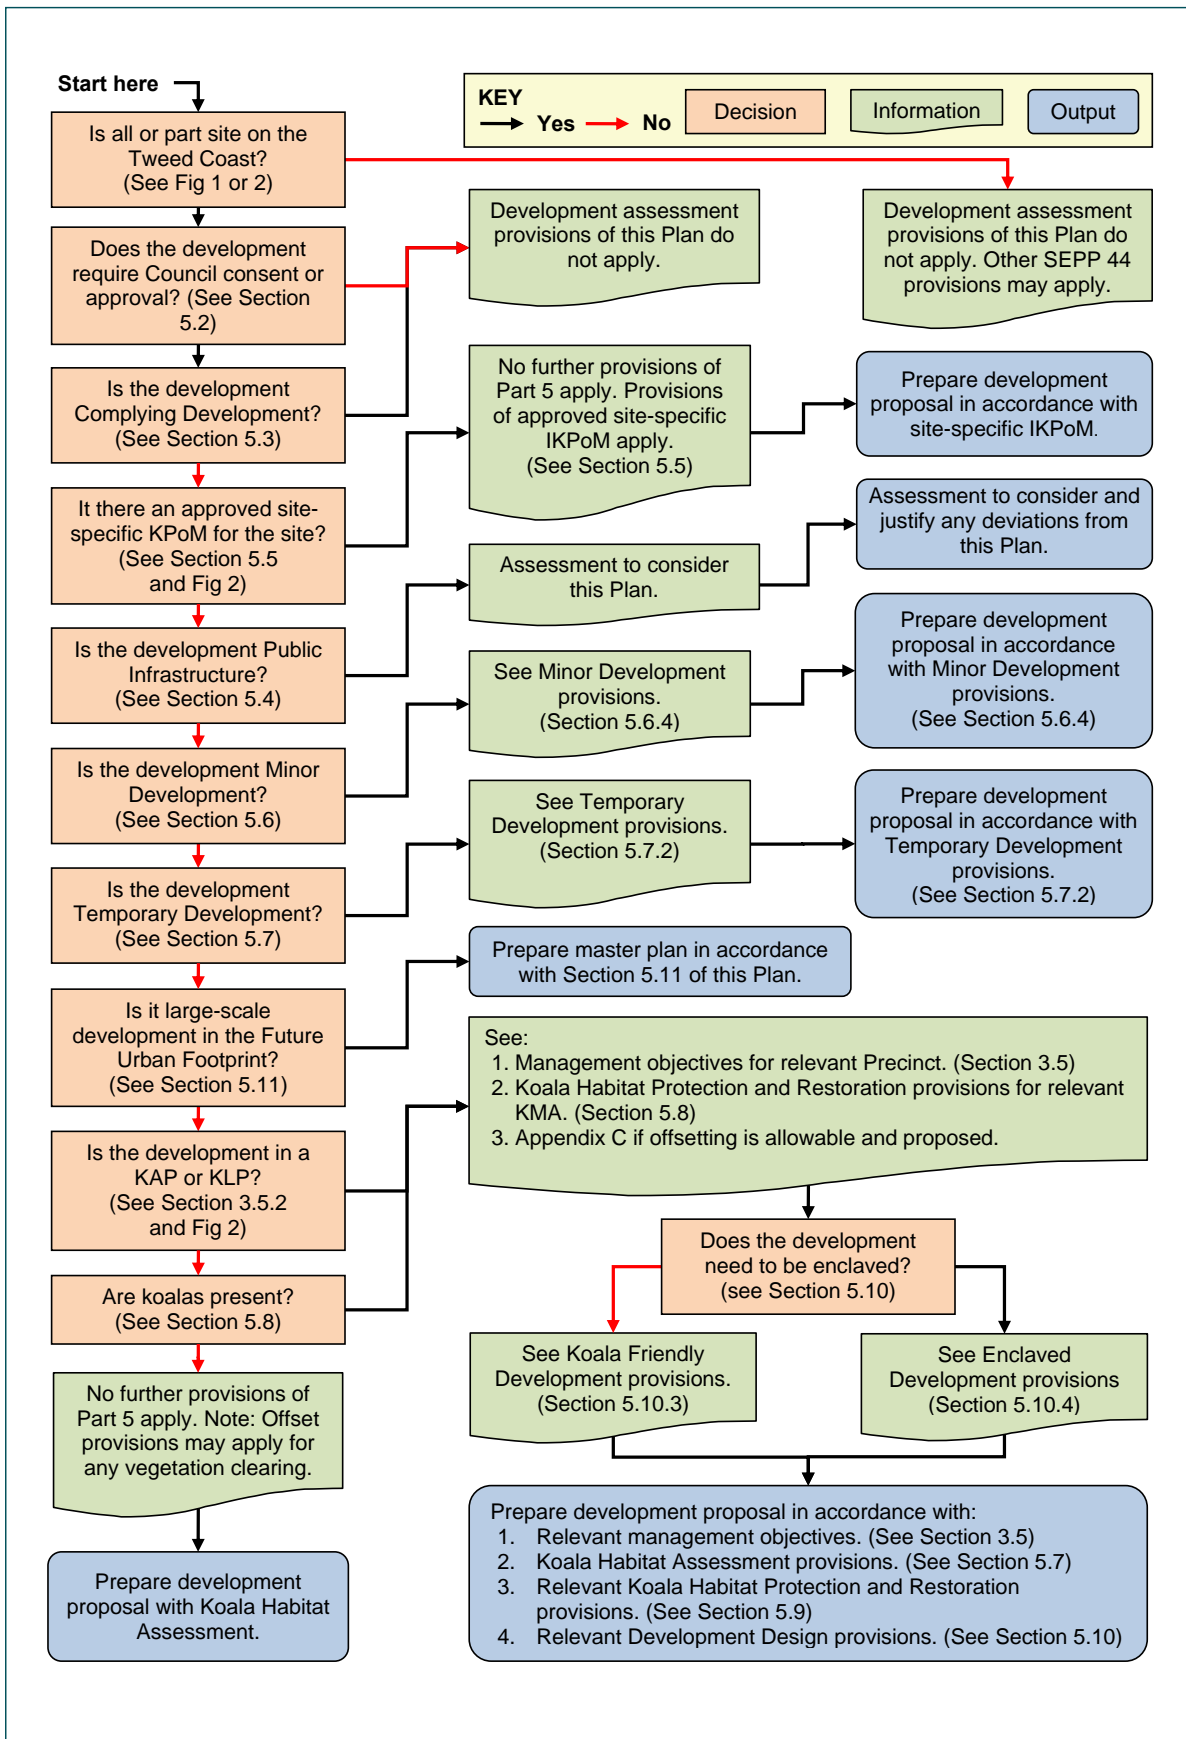 Start here
KEY
Yes
No
Decision
Information
Output
Is all or part site on the
Tweed Coast?
(See Fig 1 or 2)
Does the development
require Council consent or
approval? (See Section
5.2)
Is the development
Complying Development?
(See Section 5.3)
It there an approved site-
specific KPoM for the site?
(See Section 5.5
and Fig 2)
Is the development Public
Infrastructure?
(See Section 5.4)
Is the development Minor
Development?
(See Section 5.6)
Is the development
Temporary Development?
(See Section 5.7)
Is it large-scale
development in the Future
Urban Footprint?
(See Section 5.11)
Is the development in a
KAP or KLP?
(See Section 3.5.2
and Fig 2)
Are koalas present?
(See Section 5.8)
No further provisions of
Part 5 apply. Note: Offset
provisions may apply for
any vegetation clearing.
Prepare development
proposal with Koala Habitat
Assessment.
Development assessment
provisions of this Plan do
not apply.
Development assessment
provisions of this Plan do
not apply. Other SEPP 44
provisions may apply.
No further provisions of
Part 5 apply. Provisions
of approved site-specific
IKPoM apply.
(See Section 5.5)
Prepare development
proposal in accordance with
site-specific IKPoM.
Assessment to consider
this Plan.
Assessment to consider and
justify any deviations from
this Plan.
See Minor Development
provisions.
(Section 5.6.4)
Prepare development
proposal in accordance
with Minor Development
provisions.
(See Section 5.6.4)
See Temporary
Development provisions.
(Section 5.7.2)
Prepare development
proposal in accordance with
Temporary Development
provisions.
(See Section 5.7.2)
Prepare master plan in accordance
with Section 5.11 of this Plan.
See:
1. Management objectives for relevant Precinct. (Section 3.5)
2. Koala Habitat Protection and Restoration provisions for relevant
KMA. (Section 5.8)
3. Appendix C if offsetting is allowable and proposed.
Does the development
need to be enclaved?
(see Section 5.10)
See Koala Friendly
Development provisions.
(Section 5.10.3)
See Enclaved
Development provisions
(Section 5.10.4)
Prepare development proposal in accordance with:
1. Relevant management objectives. (See Section 3.5)
2. Koala Habitat Assessment provisions. (See Section 5.7)
3. Relevant Koala Habitat Protection and Restoration
provisions. (See Section 5.9)
4. Relevant Development Design provisions. (See Section 5.10)